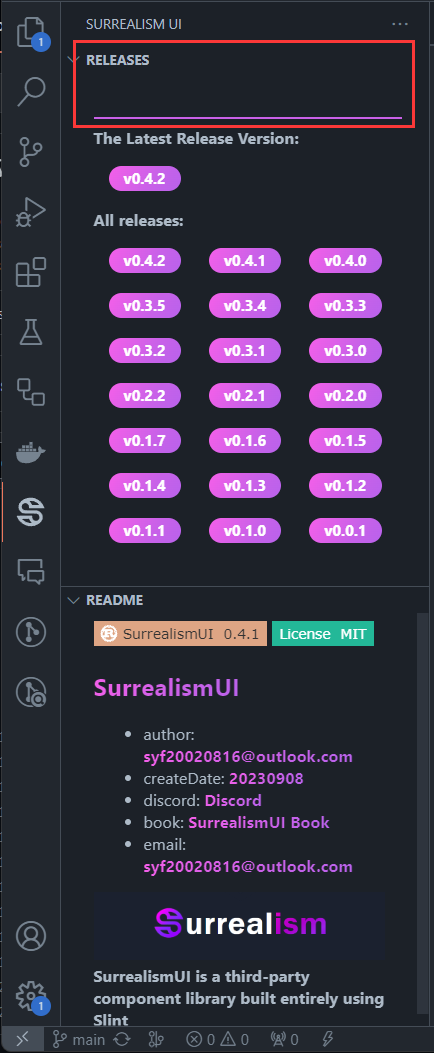 SURREALISM UI
RELEASES
The Latest Release Version:
v0.4.2
All releases:
v0.4.2 v0.4.1 v0.4.0
v0.3.5 v0.3.4 v0.3.3
v0.3.2 v0.3.1 v0.3.0
v0.2.2 v0.2.1 v0.2.0
v0.1.7 v0.1.6 v0.1.5
v0.1.4 v0.1.3 v0.1.2
v0.1.1 v0.1.0 v0.0.1
README
SurrealismUI 0.4.1 License MIT
SurrealismUI
author:
syf20020816@outlook.com
createDate: 20230908
discord: Discord
book: SurrealismUI Book
email:
syf20020816@outlook.com
Surrealism
SurrealismUI is a third-party
component library built entirely using
Slint
1
1
main 0 0 0